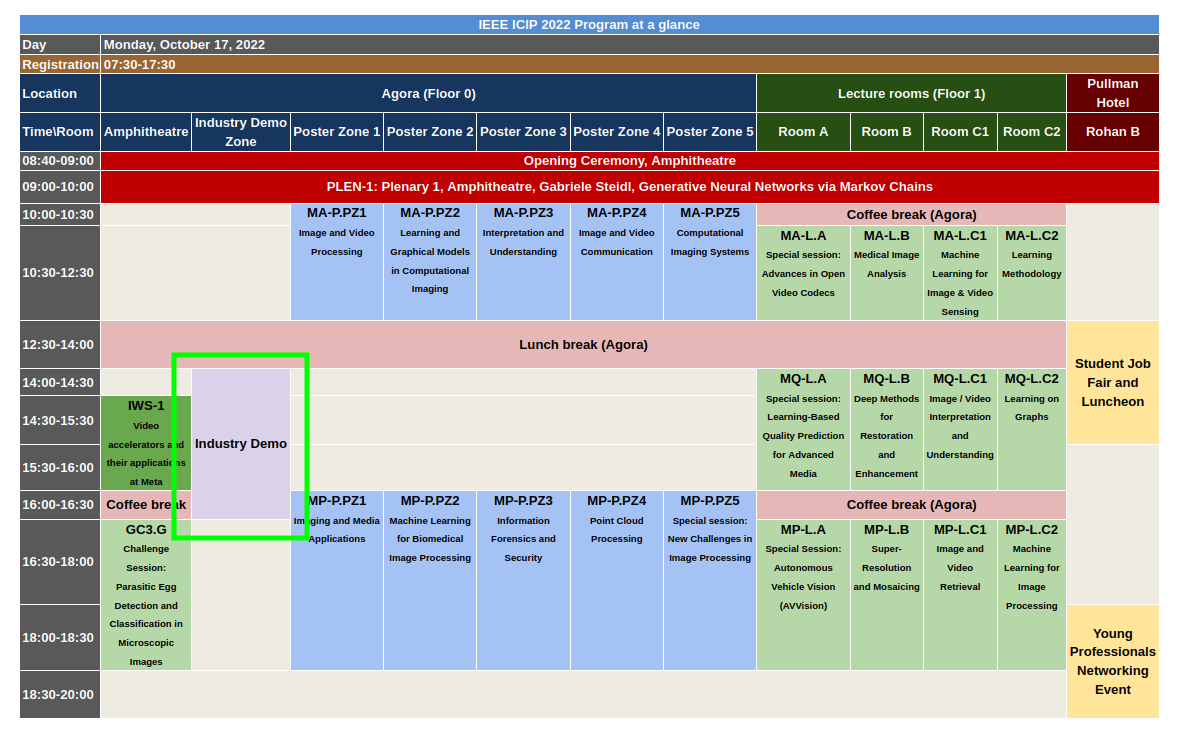 IEEE ICIP 2022 Program at a glance
Day Monday, October 17, 2022
Registration 07:30-17:30
Location Agora (Floor 0) Lecture rooms (Floor 1) Pullman Hotel
Time\Room Amphitheatre Industry Demo Zone Poster Zone 1 Poster Zone 2 Poster Zone 3 Poster Zone 4 Poster Zone 5 Room A Room B Room C1 Room C2 Rohan B
08:40-09:00 Opening Ceremony, Amphitheatre
09:00-10:00 PLEN-1: Plenary 1, Amphitheatre, Gabriele Steidl, Generative Neural Networks via Markov Chains
10:00-10:30
MA-P.PZ1
Image and Video
Processing
MA-P.PZ2
Learning and
Graphical Models
in Computational
Imaging
MA-P.PZ3
Interpretation and
Understanding
MA-P.PZ4
Image and Video
Communication
MA-P.PZ5
Computational
Imaging Systems
Coffee break (Agora)
10:30-12:30
MA-L.A
Special session:
Advances in Open
Video Codecs
MA-L.B
Medical Image
Analysis
MA-L.C1
Machine
Learning for
Image & Video
Sensing
MA-L.C2
Learning
Methodology
12:30-14:00 Lunch break (Agora)
Student Job
Fair and
Luncheon
14:00-14:30
Industry Demo
MQ-L.A
Special session:
Learning-Based
Quality Prediction
for Advanced
Media
MQ-L.B
Deep Methods
for
Restoration
and
Enhancement
MQ-L.C1
Image / Video
Interpretation
and
Understanding
MQ-L.C2
Learning on
Graphs
14:30-15:30
IWS-1
Video
accelerators and
their applications
at Meta
15:30-16:00
16:00-16:30
Coffee break
MP-P.PZ1
Imaging and Media
Applications
MP-P.PZ2
Machine Learning
for Biomedical
Image Processing
MP-P.PZ3
Information
Forensics and
Security
MP-P.PZ4
Point Cloud
Processing
MP-P.PZ5
Special session:
New Challenges in
Image Processing
Coffee break (Agora)
16:30-18:00
GC3.G
Challenge
Session:
Parasitic Egg
Detection and
Classification in
Microscopic
Images
MP-L.A
Special Session:
Autonomous
Vehicle Vision
(AVVision)
MP-L.B
Super-
Resolution
and Mosaicing
MP-L.C1
Image and
Video
Retrieval
MP-L.C2
Machine
Learning for
Image
Processing
18:00-18:30
Young
Professionals
Networking
Event
18:30-20:00